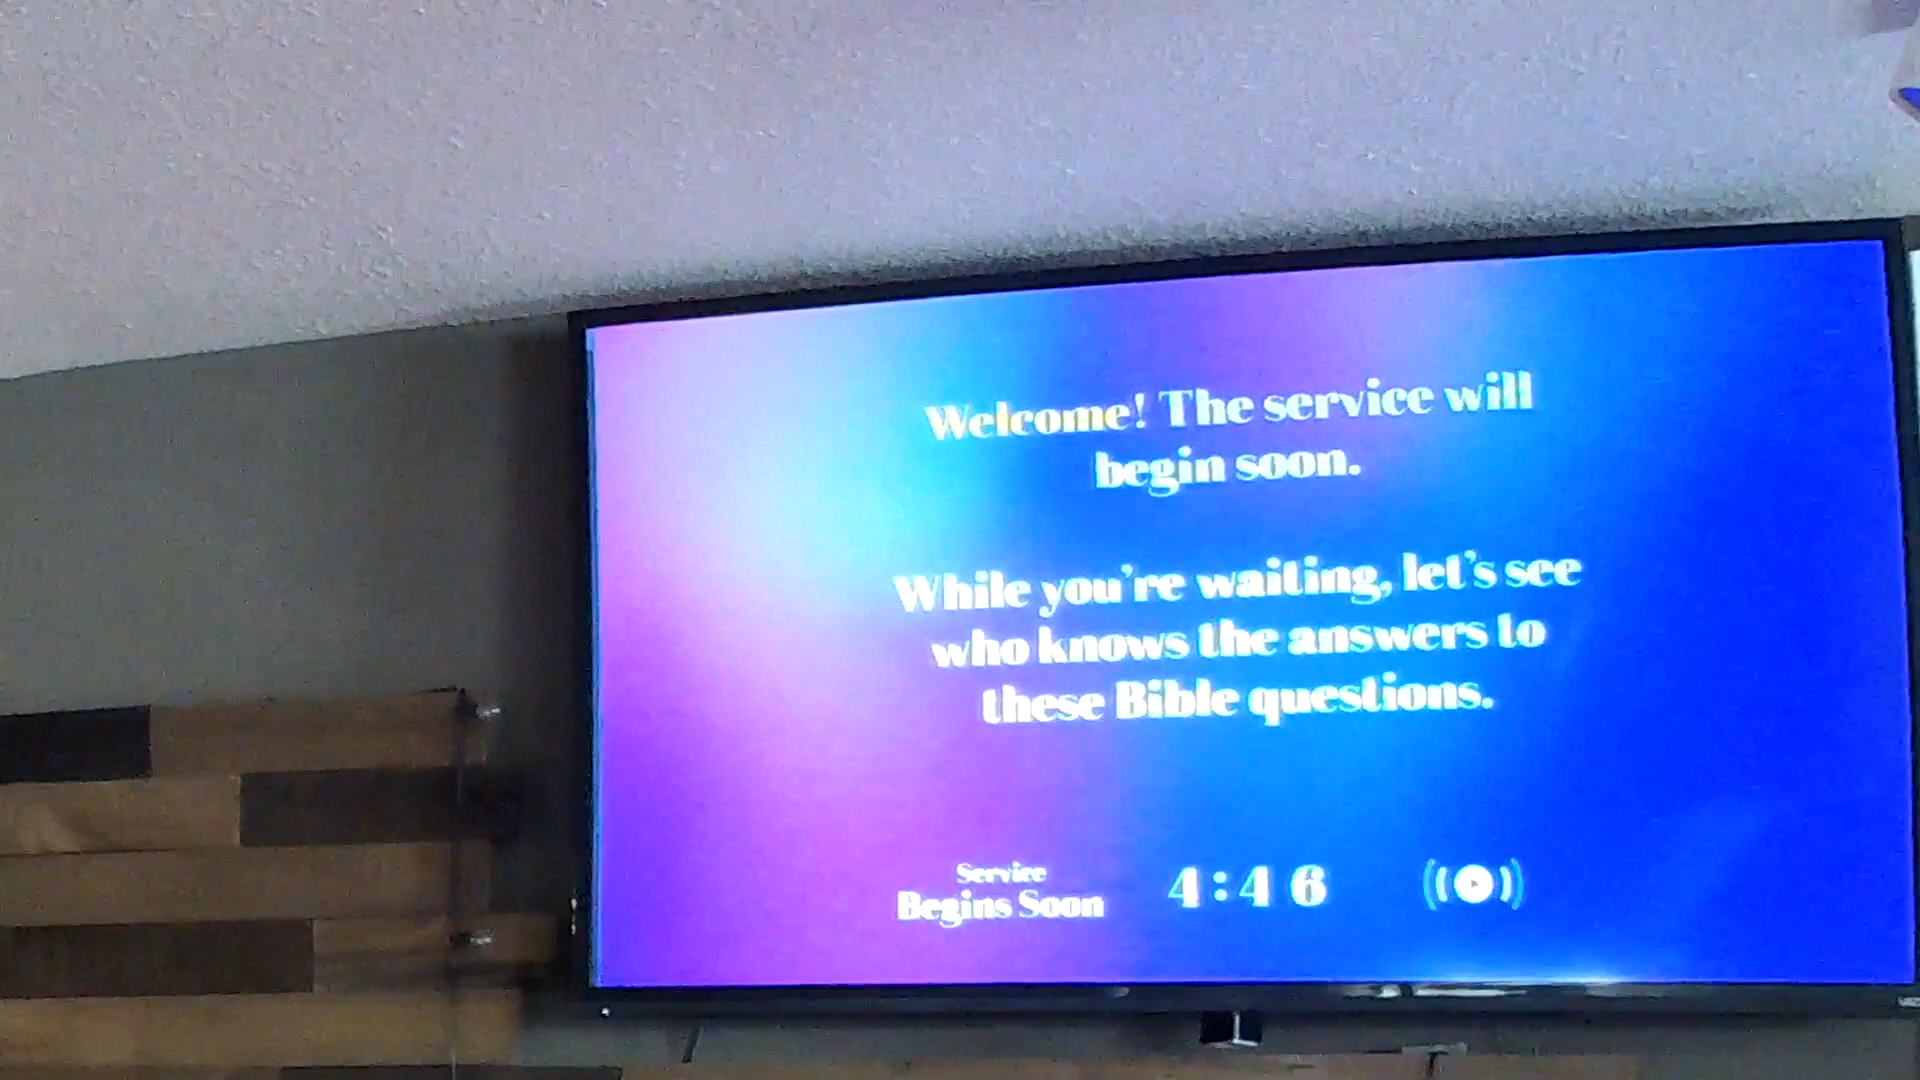 Welcome! The service will
begin soon.
While you're waiting, let's see
who knows the answers to
these Bible questions.
Service
Begins Soon
4:46